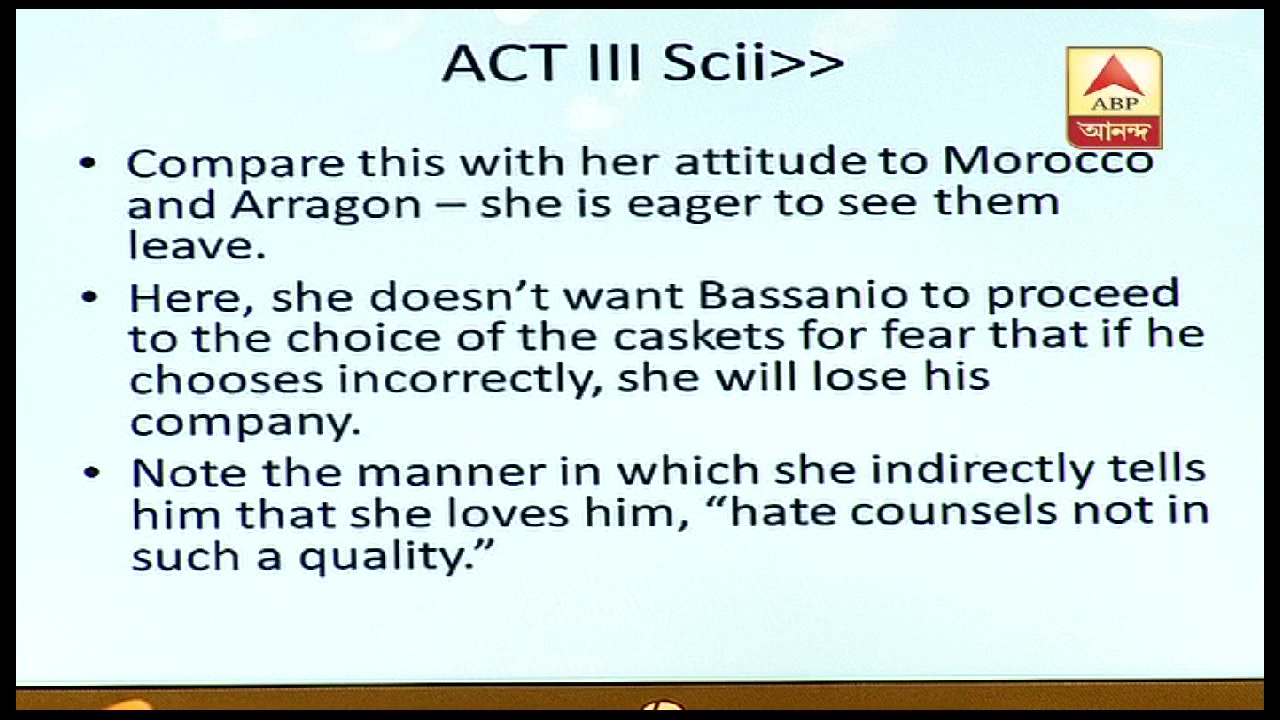 ACT III Scii>>
ABP
আনন্দ
• Compare this with her attitude to Morocco
and Arragon – she is eager to see them
leave.
• Here, she doesn’t want Bassanio to proceed
to the choice of the caskets for fear that if he
chooses incorrectly, she will lose his
company.
• Note the manner in which she indirectly tells
him that she loves him, “hate counsels not in
such a quality.”